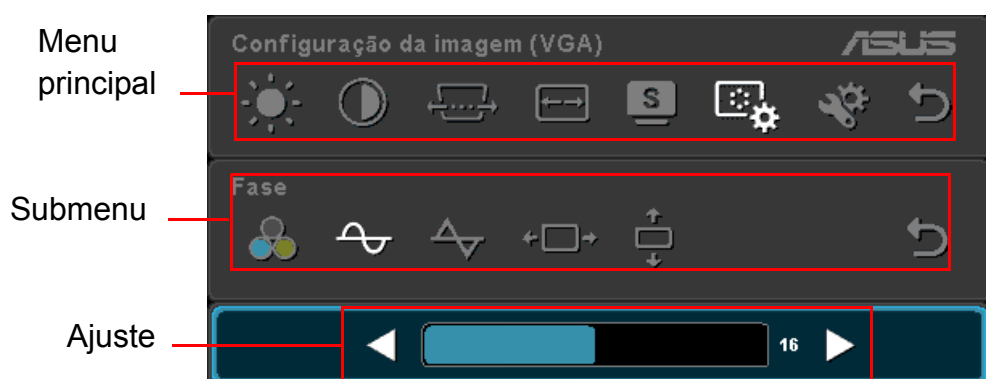 Menu
principal
Configuração da imagem (VGA)
ASUS
S
Submenu
Fase
Ajuste
16